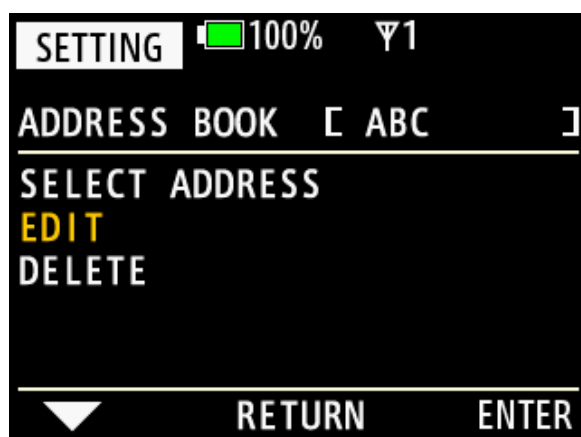 SETTING 100% 1
ADDRESS BOOK [ ABC ]
SELECT ADDRESS
EDIT
DELETE
RETURN ENTER